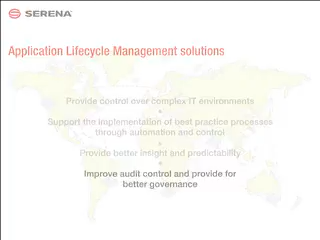 SERENA
Application Lifecycle Management solutions
Provide control over complex IT environments
Support the implementation of best practice processes
through automation and control
Provide better insight and predictability
Improve audit control and provide for
better governance